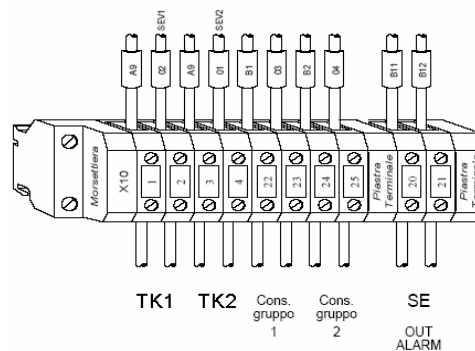 SEV1
SEV2
A9
02
A9
01
B1
03
B2
04
B11
B12
Morsettiera
X10
1
2
3
4
22
23
24
25
Piastra
Terminale
20
21
Piastra
TK1
TK2
Cons.
gruppo
1
Cons.
gruppo
2
SE
OUT
ALARM